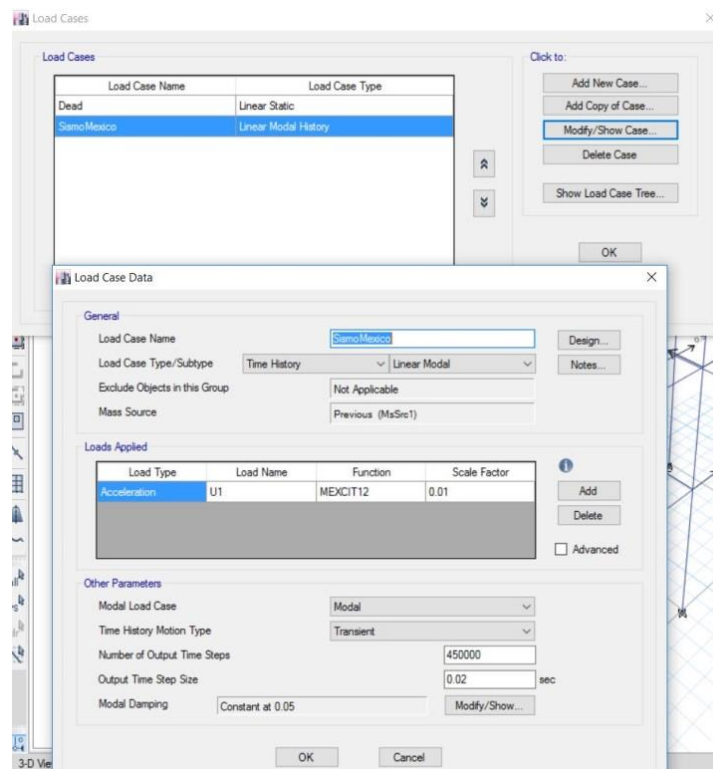 Load Cases
Load Cases
Click to:
Load Case Name Load Case Type
Dead Linear Static
SismoMexico Linear Modal History
Add New Case...
Add Copy of Case...
Modify/Show Case...
Delete Case
Show Load Case Tree...
OK
Load Case Data
General
Load Case Name SismoMexico Design...
Load Case Type/Subtype Time History Linear Modal Notes...
Exclude Objects in this Group Not Applicable
Mass Source Previous (MsSrc1)
Loads Applied
Load Type Load Name Function Scale Factor
Acceleration U1 MEXCIT12 0.01
Add
Delete
Advanced
Other Parameters
Modal Load Case Modal
Time History Motion Type Transient
Number of Output Time Steps 450000
Output Time Step Size 0.02 sec
Modal Damping Constant at 0.05 Modify/Show...
OK Cancel
3-D Vie